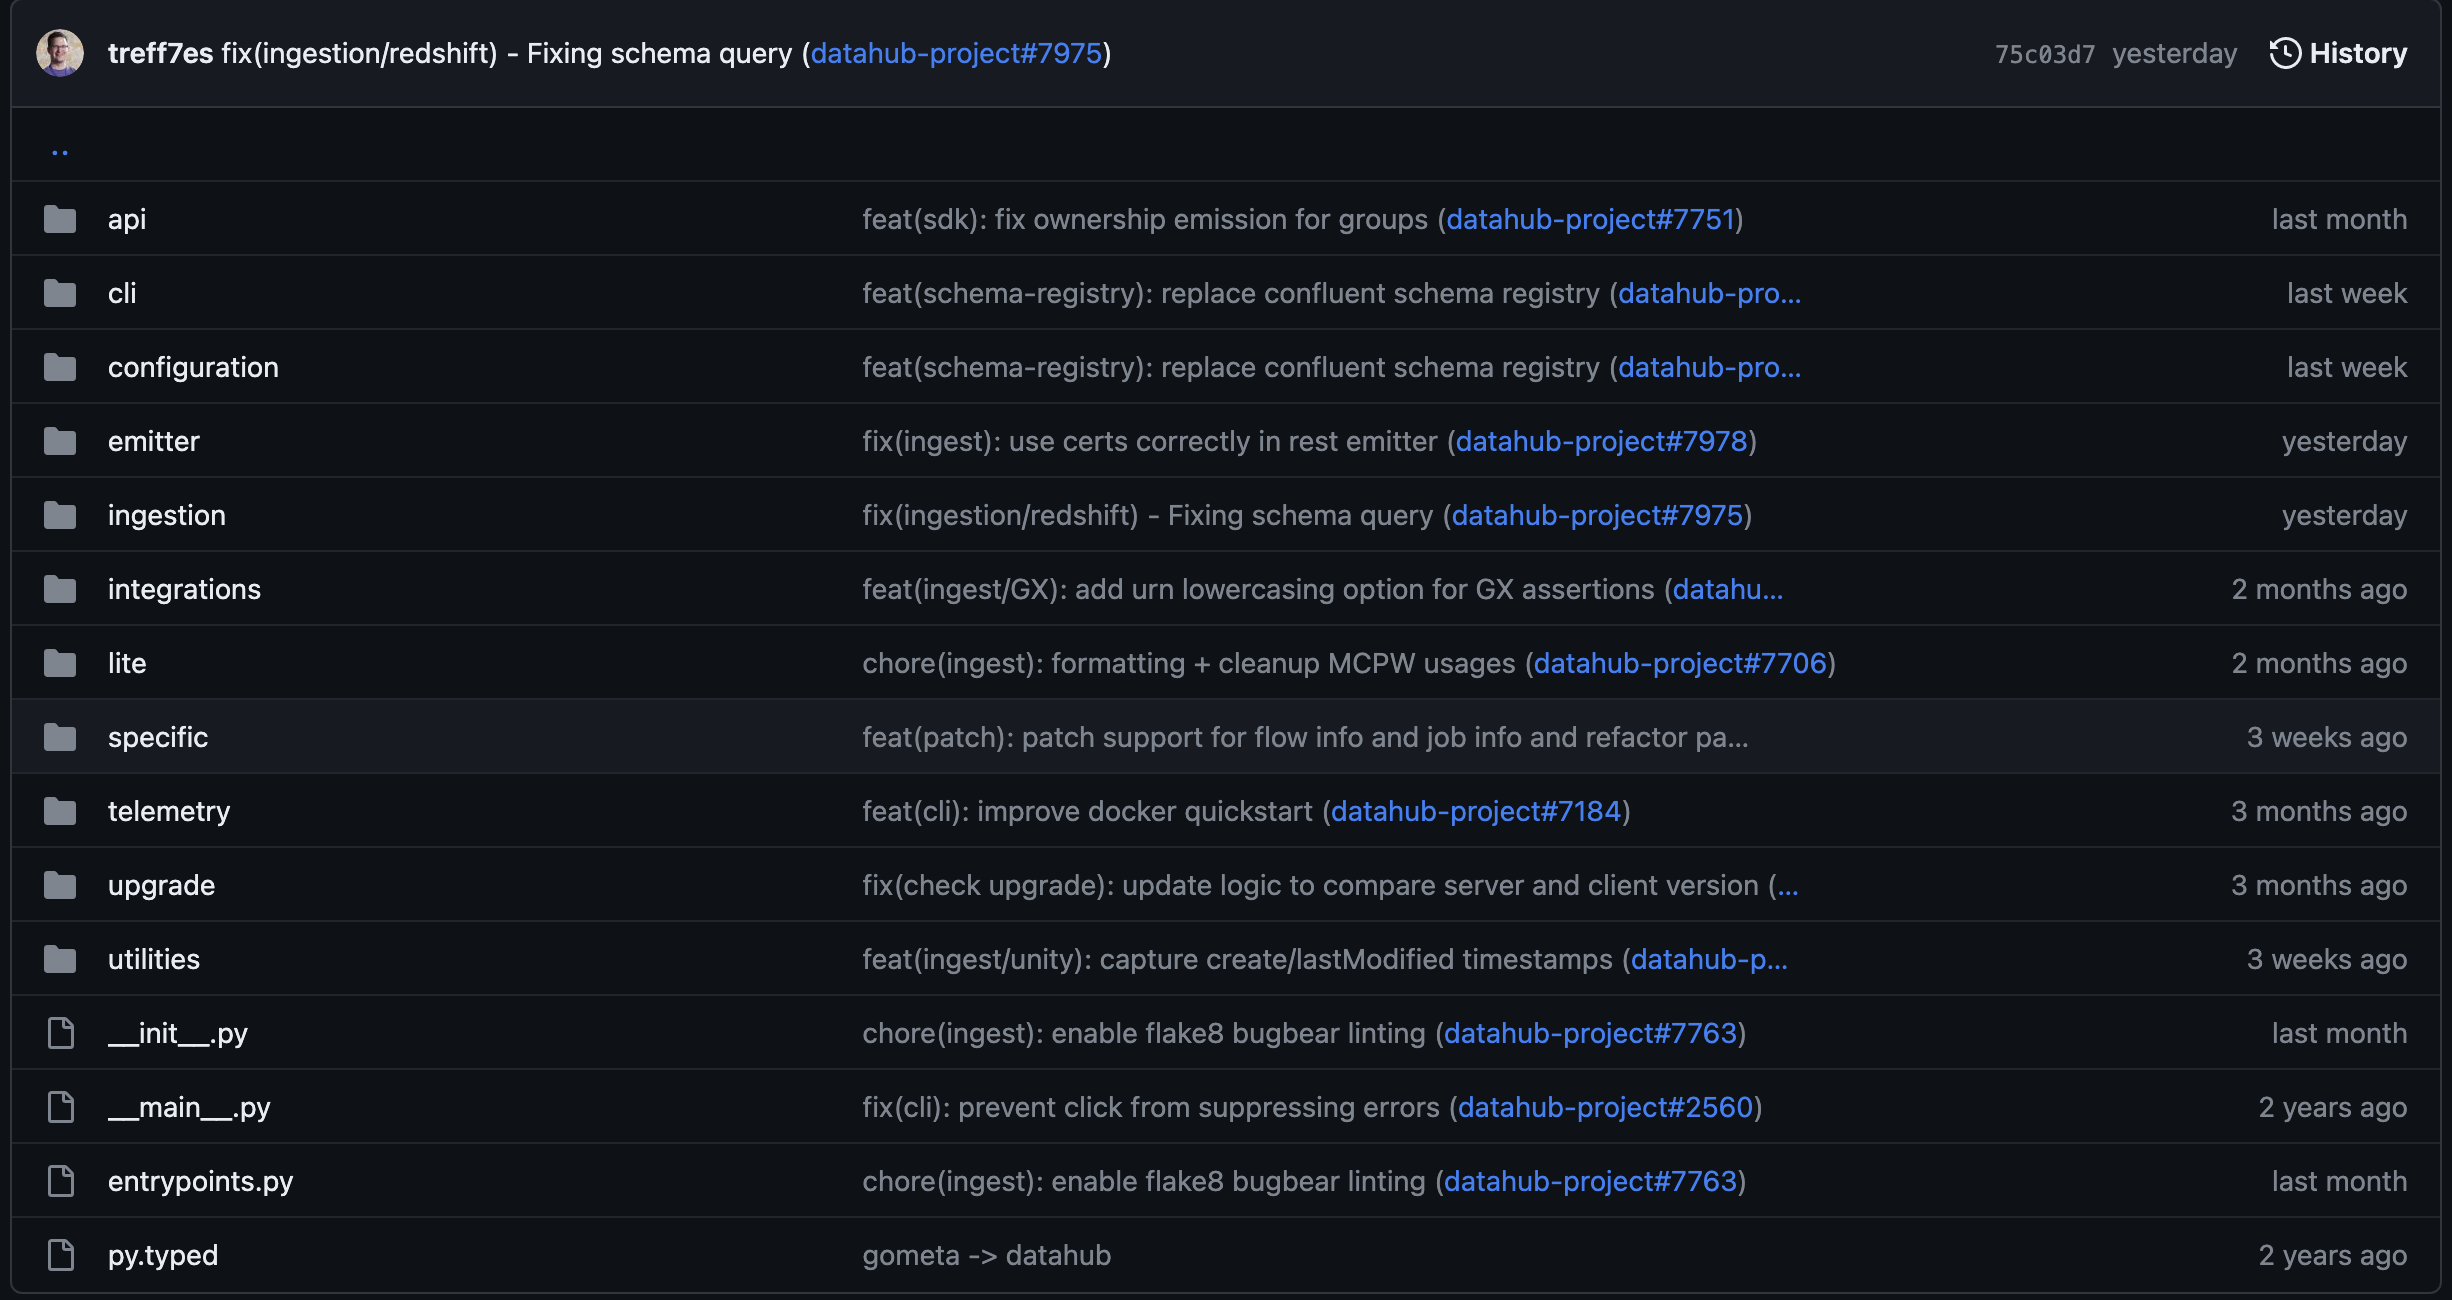 treff7es fix(ingestion/redshift) - Fixing schema query (datahub-project#7975) 75c03d7 yesterday History
..
api feat(sdk): fix ownership emission for groups (datahub-project#7751) last month
cli feat(schema-registry): replace confluent schema registry (datahub-pro... last week
configuration feat(schema-registry): replace confluent schema registry (datahub-pro... last week
emitter fix(ingest): use certs correctly in rest emitter (datahub-project#7978) yesterday
ingestion fix(ingestion/redshift) - Fixing schema query (datahub-project#7975) yesterday
integrations feat(ingest/GX): add urn lowercasing option for GX assertions (datahu... 2 months ago
lite chore(ingest): formatting + cleanup MCPW usages (datahub-project#7706) 2 months ago
specific feat(patch): patch support for flow info and job info and refactor pa... 3 weeks ago
telemetry feat(cli): improve docker quickstart (datahub-project#7184) 3 months ago
upgrade fix(check upgrade): update logic to compare server and client version (... 3 months ago
utilities feat(ingest/unity): capture create/lastModified timestamps (datahub-p... 3 weeks ago
__init__.py chore(ingest): enable flake8 bugbear linting (datahub-project#7763) last month
__main__.py fix(cli): prevent click from suppressing errors (datahub-project#2560) 2 years ago
entrypoints.py chore(ingest): enable flake8 bugbear linting (datahub-project#7763) last month
py.typed gometa -> datahub 2 years ago